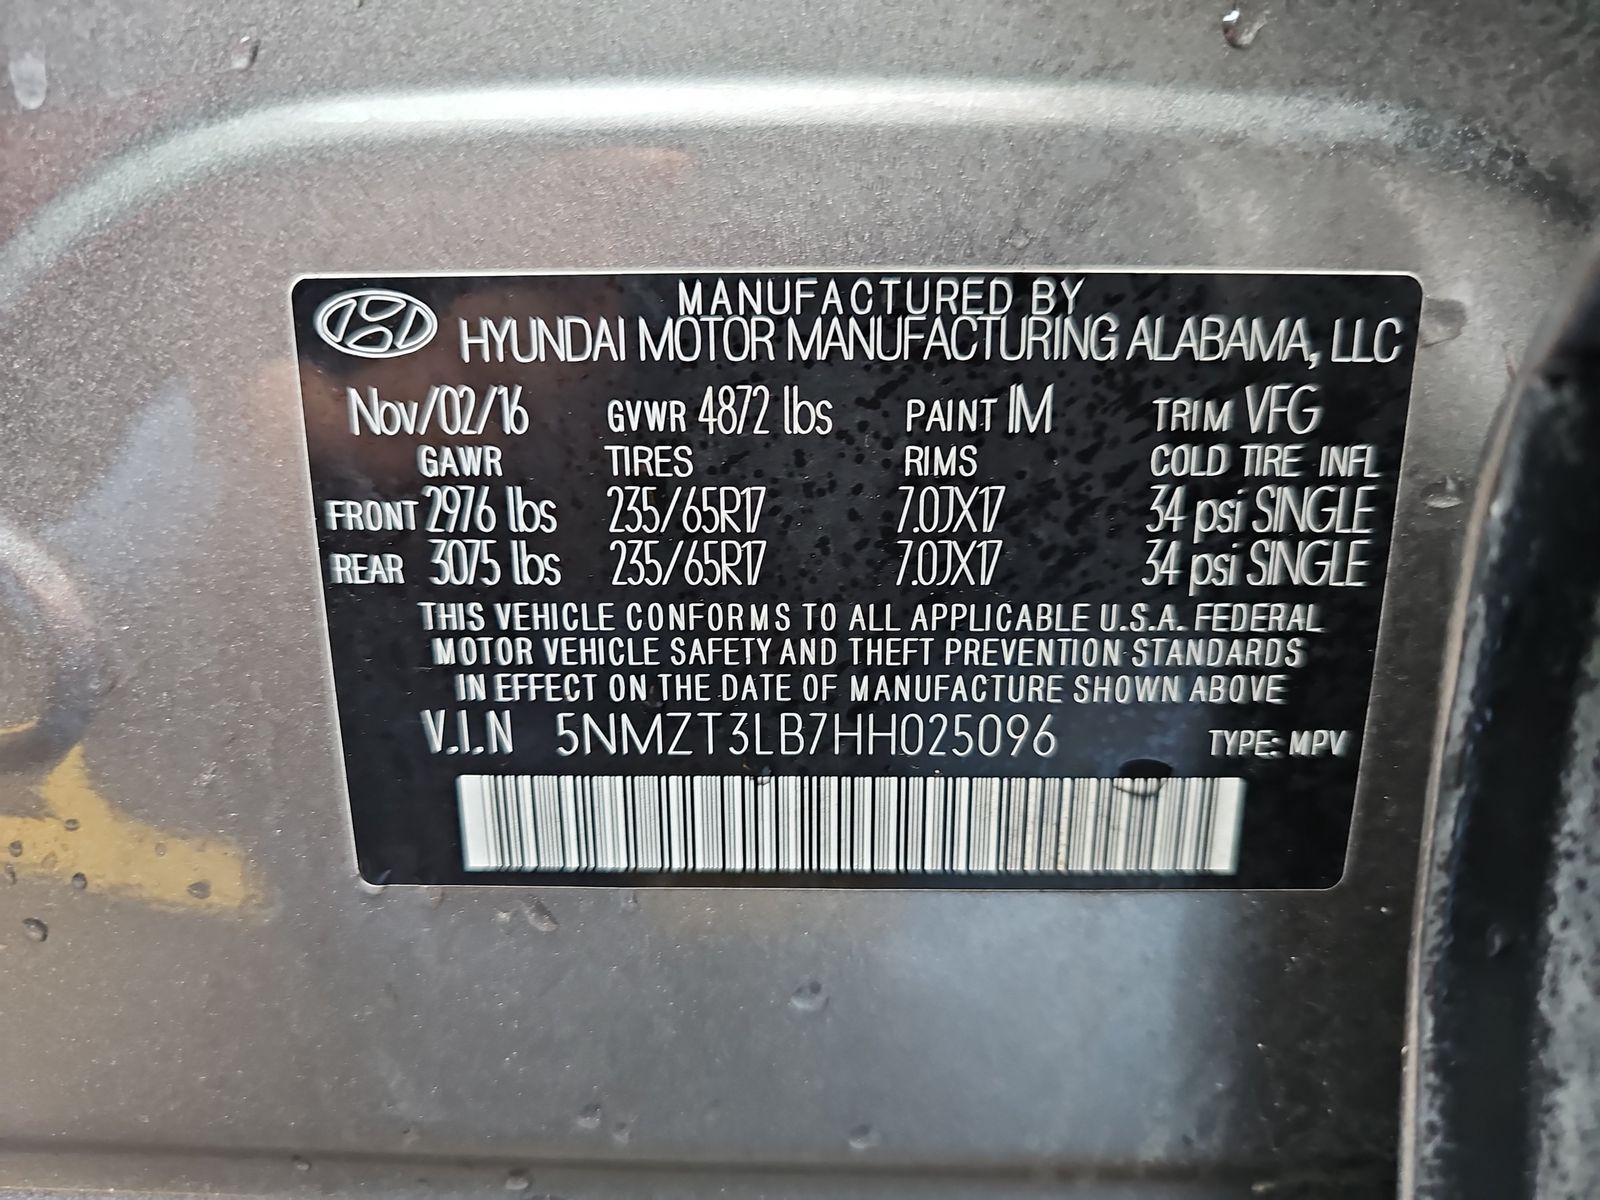 MANUFACTURED BY
HYUNDAI MOTOR MANUFACTURING ALABAMA, LLC
Nov/02/16 GVWR 4872 lbs PAINT IM TRIM VFG
GAWR TIRES RIMS COLD TIRE INFL
FRONT 2976 lbs 235/65R17 7.0JX17 34 psi SINGLE
REAR 3075 lbs 235/65R17 7.0JX17 34 psi SINGLE
THIS VEHICLE CONFORMS TO ALL APPLICABLE U.S.A. FEDERAL
MOTOR VEHICLE SAFETY AND THEFT PREVENTION STANDARDS
IN EFFECT ON THE DATE OF MANUFACTURE SHOWN ABOVE
V.I.N 5NMZT3LB7HH025096 TYPE: MPV